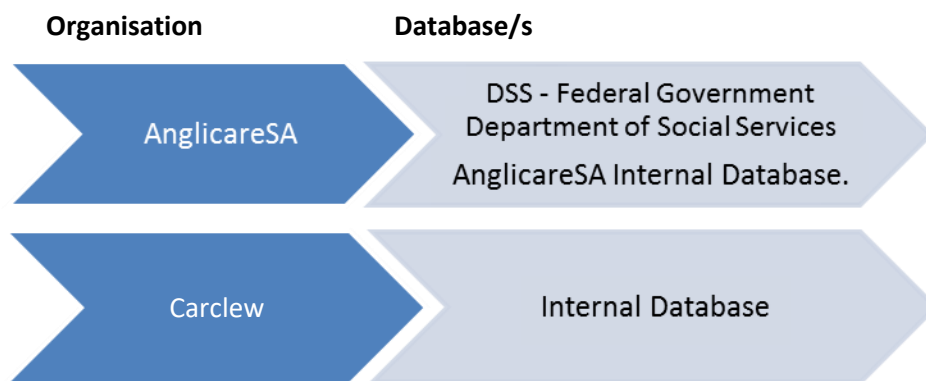 Organisation Database/s
AnglicareSA
DSS - Federal Government
Department of Social Services
AnglicareSA Internal Database.
Carclew
Internal Database